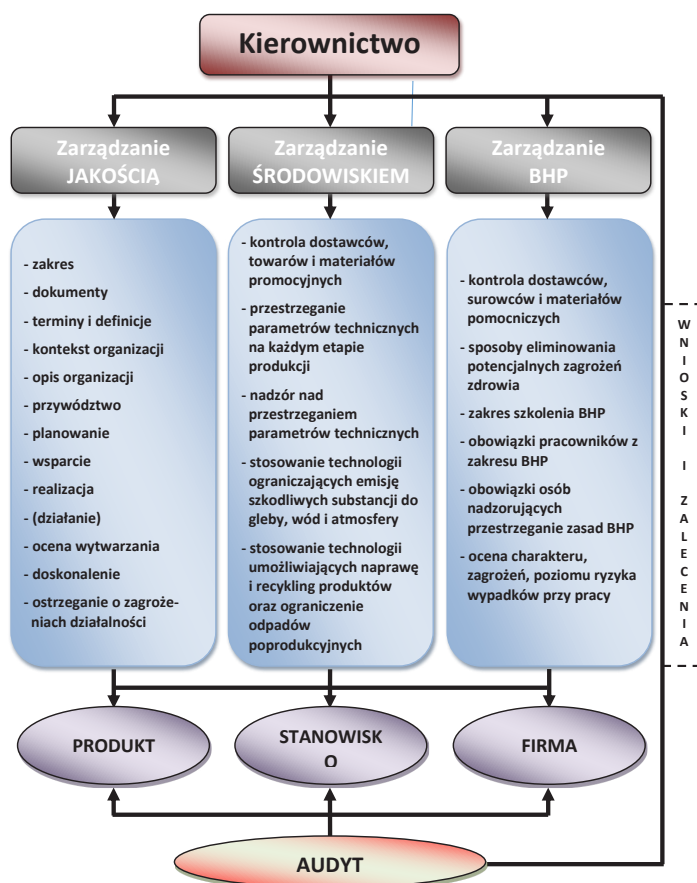 Kierownictwo
Zarządzanie
JAKOŚCIĄ
Zarządzanie
ŚRODOWISKIEM
Zarządzanie
BHP
- zakres
- dokumenty
- terminy i definicje
- kontekst organizacji
- opis organizacji
- przywództwo
- planowanie
- wsparcie
- realizacja
- (działanie)
- ocena wytwarzania
- doskonalenie
- ostrzeganie o zagroże-
niach działalności
- kontrola dostawców,
towarów i materiałów
promocyjnych
- przestrzeganie
parametrów technicznych
na każdym etapie
produkcji
- nadzór nad
przestrzeganiem
parametrów technicznych
- stosowanie technologii
ograniczających emisję
szkodliwych substancji do
gleby, wód i atmosfery
- stosowanie technologii
umożliwiających naprawę
i recykling produktów
oraz ograniczenie
odpadów
poprodukcyjnych
- kontrola dostawców,
surowców i materiałów
pomocniczych
- sposoby eliminowania
potencjalnych zagrożeń
zdrowia
- zakres szkolenia BHP
- obowiązki pracowników z
zakresu BHP
- obowiązki osób
nadzorujących
przestrzeganie zasad BHP
- ocena charakteru,
zagrożeń, poziomu ryzyka
wypadków przy pracy
WNIOSKI I ZALECENIA
PRODUKT
STANOWISK
O
FIRMA
AUDYT